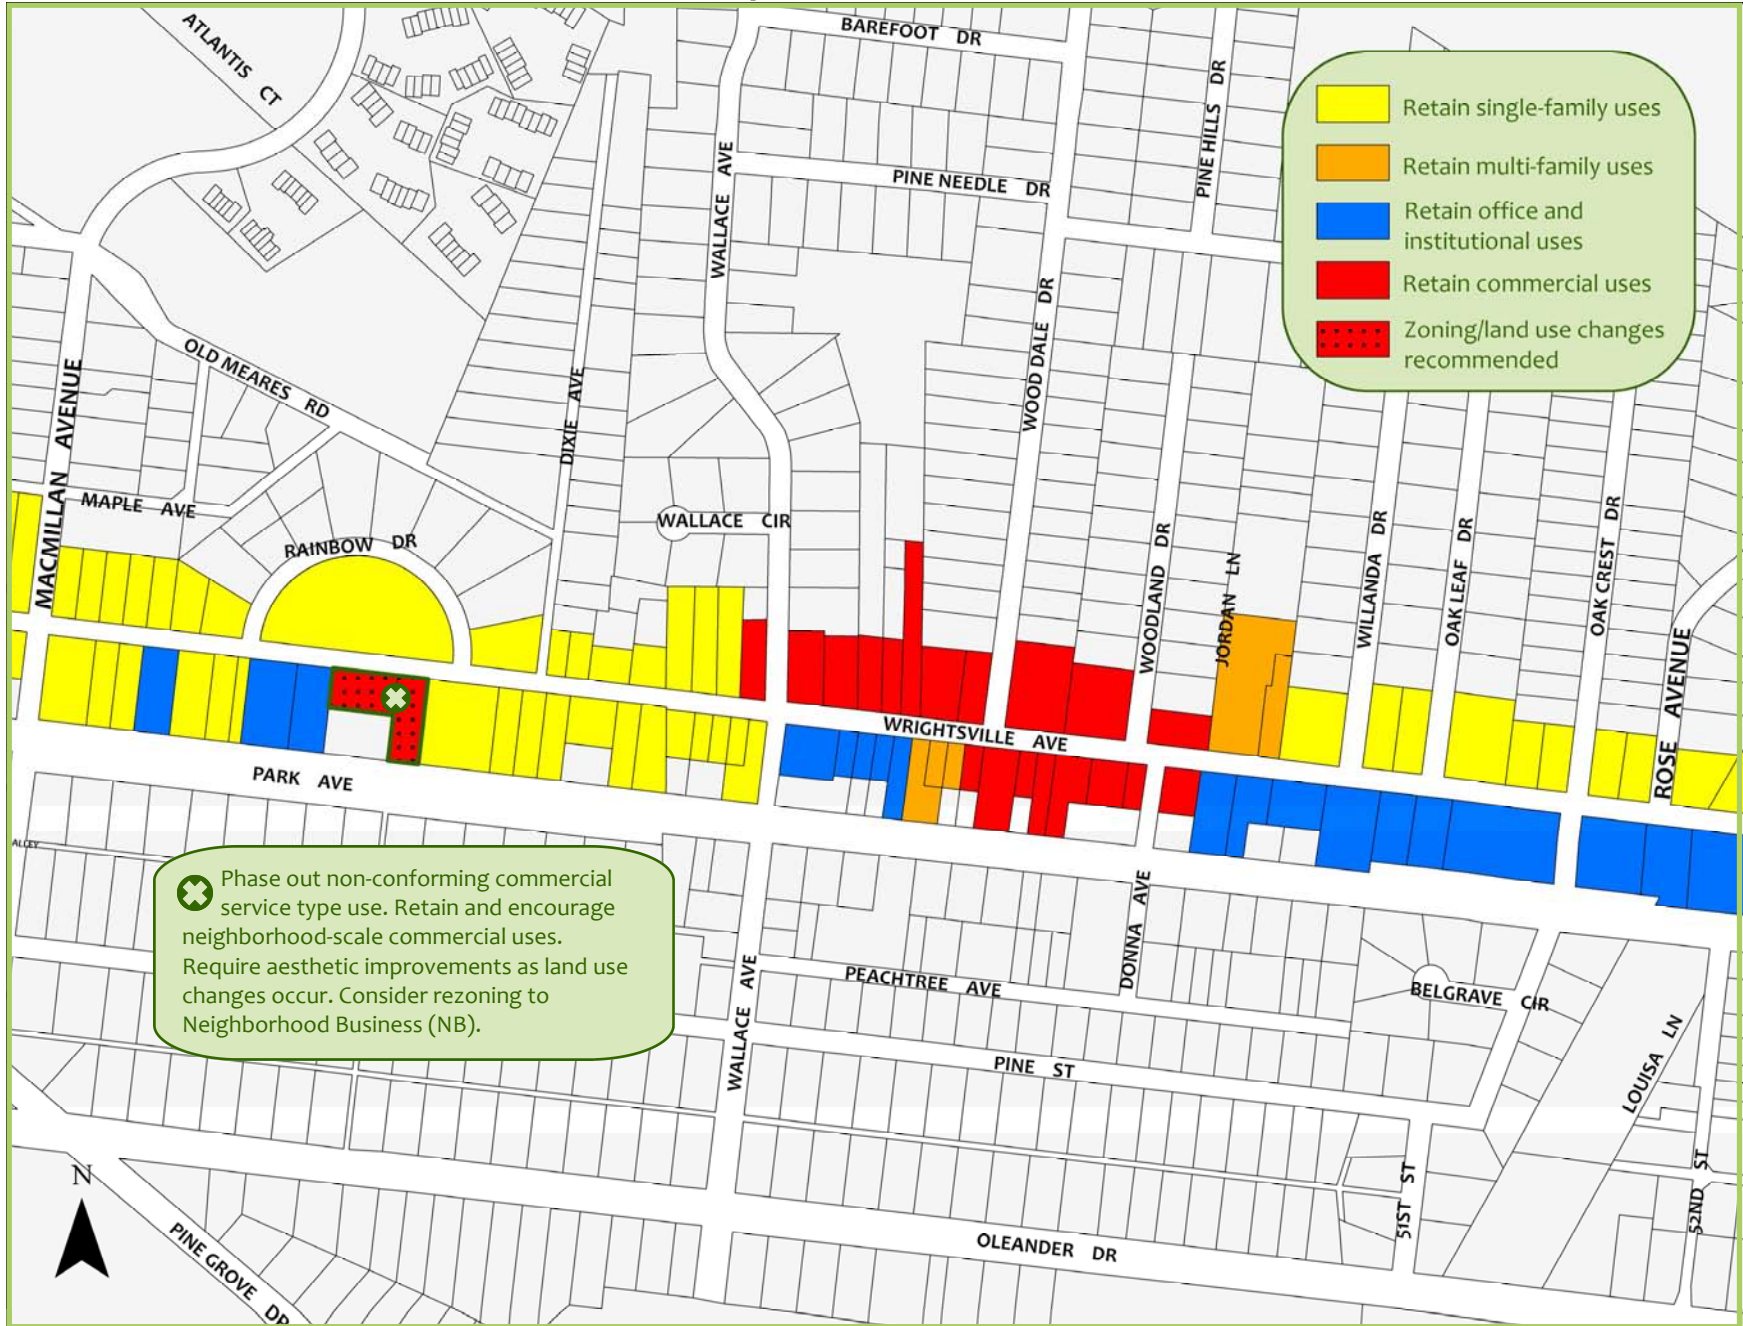 BAREFOOT DR
ATLANTIS CT
PINE HILLS DR
Retain single-family uses
Retain multi-family uses
Retain office and
institutional uses
Retain commercial uses
Zoning/land use changes
recommended
WALLACE AVE
PINE NEEDLE DR
WOOD DALE DR
OLD MEARES RD
MACMILLAN AVENUE
DIXIE AVE
MAPLE AVE
WALLACE CIR
RAINBOW DR
WOODLAND DR
JORDAN LN
WILLANDA DR
OAK LEAF DR
OAK CREST DR
ROSE AVENUE
WRIGHTSVILLE AVE
PARK AVE
ALLEY
Phase out non-conforming commercial
service type use. Retain and encourage
neighborhood-scale commercial uses.
Require aesthetic improvements as land use
changes occur. Consider rezoning to
Neighborhood Business (NB).
DONNA AVE
WALLACE AVE
PEACHTREE AVE
BELGRAVE CIR
PINE ST
LOUISA LN
N
51ST ST
52ND ST
PINE GROVE DR
OLEANDER DR